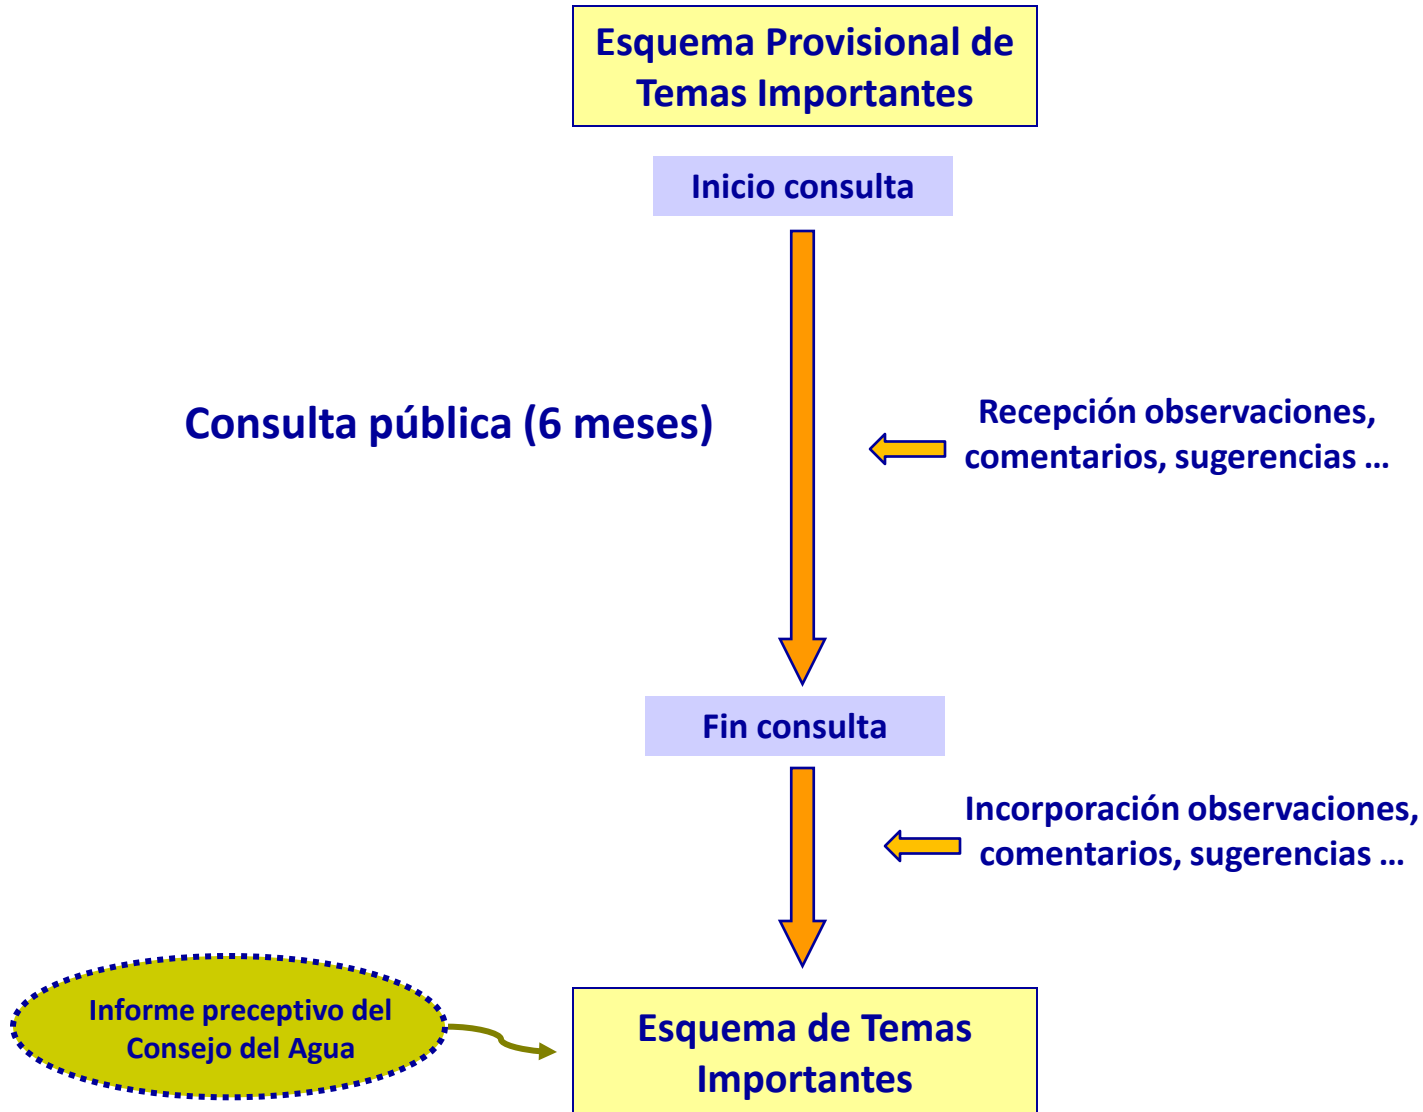 Esquema Provisional de
Temas Importantes
Inicio consulta
Consulta pública (6 meses)
Recepción observaciones,
comentarios, sugerencias ...
Fin consulta
Incorporación observaciones,
comentarios, sugerencias ...
Informe preceptivo del
Consejo del Agua
Esquema de Temas
Importantes